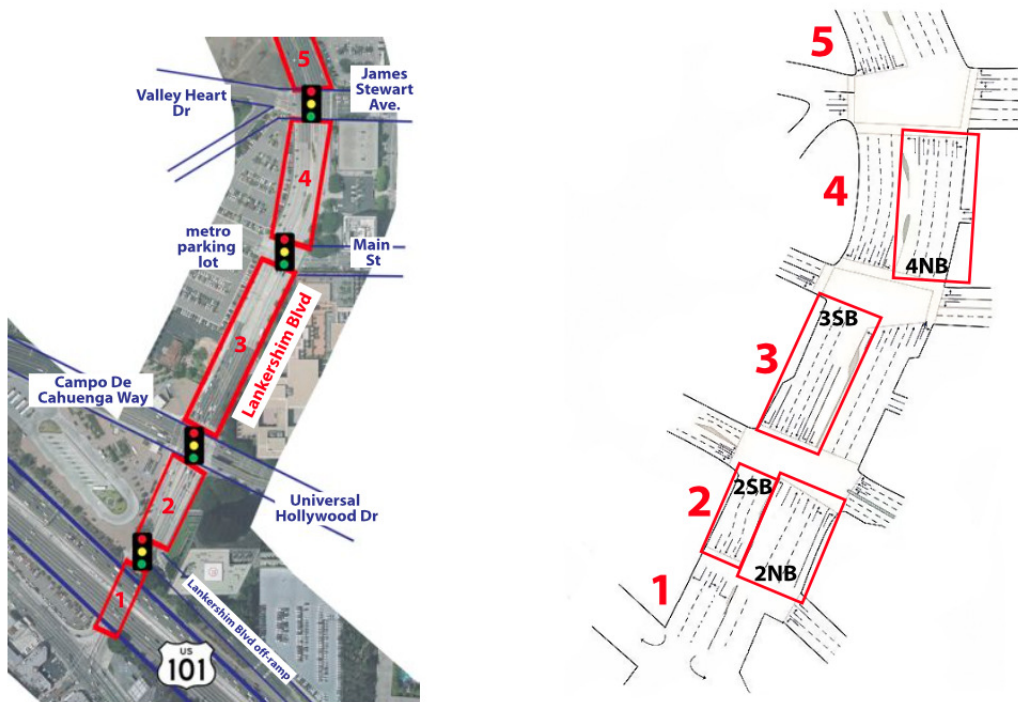 5
Valley Heart
Dr
James
Stewart
Ave.
4
metro
parking
lot
Main
St
3
Lankershim Blvd
Campo De
Cahuenga Way
2
Universal
Hollywood Dr
1
Lankershim Blvd off-ramp
US
101
5
4
4NB
3SB
3
2SB
2
2NB
1